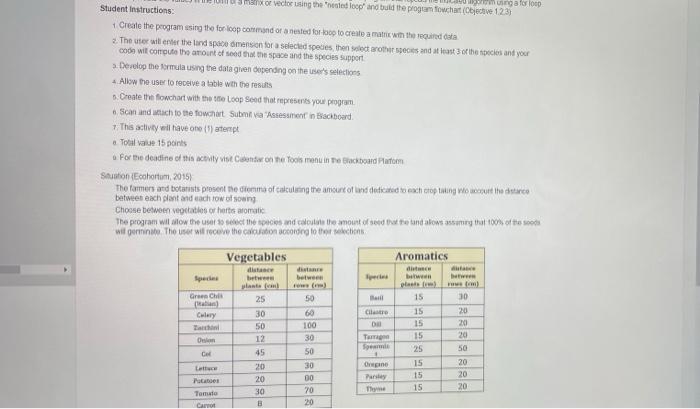 matrix or vector using the "nested loop" and build the program flowchart (Objective 1,2,3)
Student Instructions:
1. Create the program using the for-loop command or a nested for-loop to create a matrix with the required data.
2. The user will enter the land space dimension for a selected species, then select another species and at least 3 of the species and your
code will compute the amount of seed that the space and the species support.
3. Develop the formula using the data given depending on the user's selections.
4. Allow the user to receive a table with the results.
5. Create the flowchart with the title Loop Seed that represents your program.
6. Scan and attach to the flowchart. Submit via "Assessment" in Blackboard.
7. This activity will have one (1) attempt.
8. Total value 15 points
9. For the deadline of this activity visit Calendar on the Tools menu in the Blackboard Platform.
Situation (Ecohortum, 2015):
The farmers and botanists present the dilemma of calculating the amount of land dedicated to each crop taking into account the distance
between each plant and each row of sowing.
Choose between vegetables or herbs aromatic.
The program will allow the user to select the species and calculate the amount of seed that the land allows assuming that 100% of the seeds
will germinate. The user will receive the calculation according to their selections.
Vegetables
Species distance between plants (cm) distance between rows (cm)
Green Chili (Italian) 25 50
Celery 30 60
Zucchini 50 100
Onion 12 30
Col 45 50
Lettuce 20 30
Potatoes 20 80
Tomato 30 70
Carrot 8 20
Aromatics
Species distance between plants (cm) distance between rows (cm)
Basil 15 30
Cilantro 15 20
Dill 15 20
Tarragon 15 20
25 50
Oregano 15 20
Parsley 15 20
Thyme 15 20